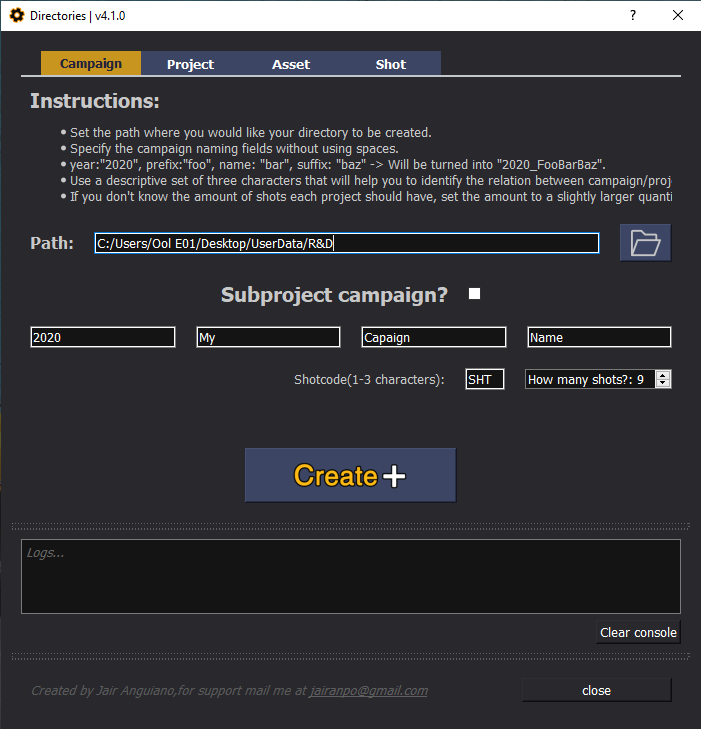 Directories | v4.1.0
?
Campaign Project Asset Shot
Instructions:
• Set the path where you would like your directory to be created.
• Specify the campaign naming fields without using spaces.
• year:"2020", prefix:"foo", name: "bar", suffix: "baz" -> Will be turned into "2020_FooBarBaz".
• Use a descriptive set of three characters that will help you to identify the relation between campaign/proj
• If you don't know the amount of shots each project should have, set the amount to a slightly larger quanti
Path: C:/Users/Ool E01/Desktop/UserData/R&D
Subproject campaign?
2020 My Capaign Name
Shotcode(1-3 characters): SHT How many shots?: 9
Create+
Logs...
Clear console
Created by Jair Anguiano,for support mail me at jairanpo@gmail.com close